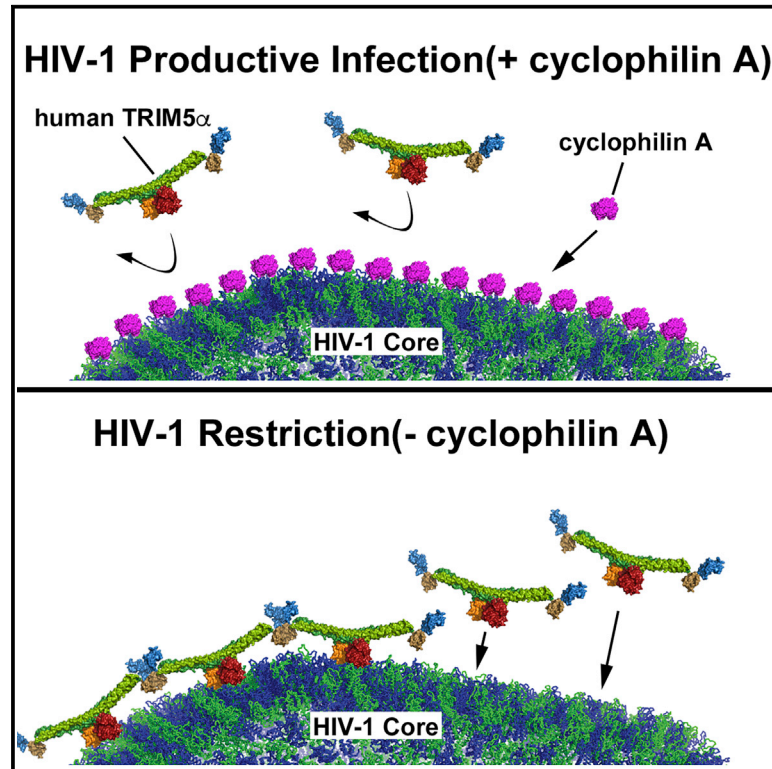 HIV-1 Productive Infection(+ cyclophilin A)
human TRIM5α
cyclophilin A
HIV-1 Core
HIV-1 Restriction(- cyclophilin A)
HIV-1 Core